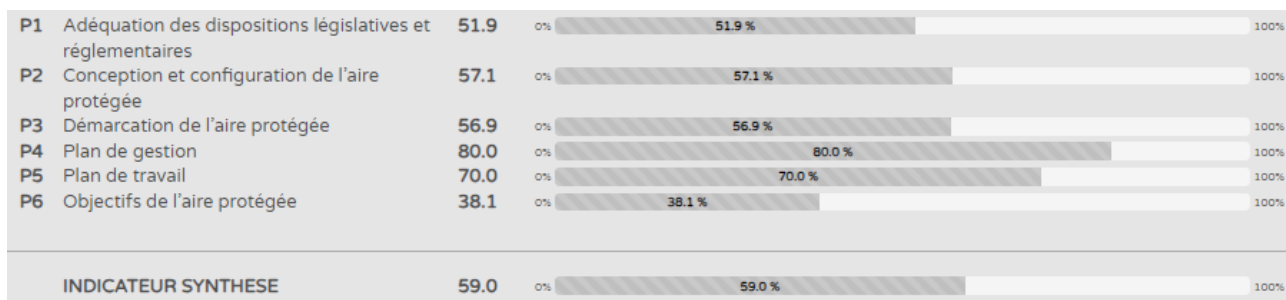 P1 Adéquation des dispositions législatives et 51.9 0% 51.9 % 100%
réglementaires
P2 Conception et configuration de l'aire 57.1 0% 57.1 % 100%
protégée
P3 Démarcation de l'aire protégée 56.9 0% 56.9 % 100%
P4 Plan de gestion 80.0 0% 80.0 % 100%
P5 Plan de travail 70.0 0% 70.0 % 100%
P6 Objectifs de l'aire protégée 38.1 0% 38.1 % 100%
INDICATEUR SYNTHESE 59.0 0% 59.0 % 100%